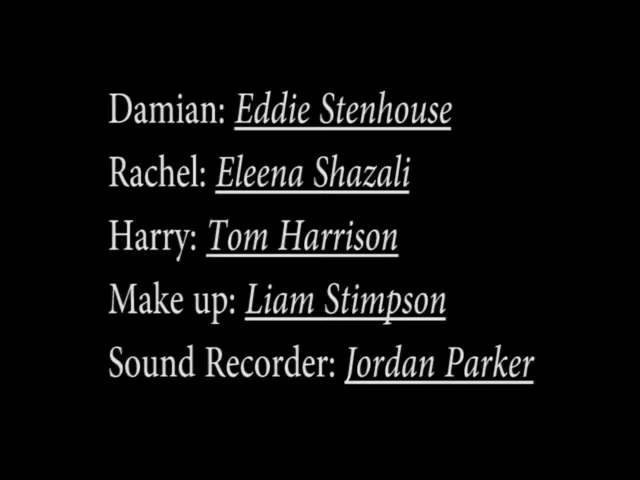 Damian: Eddie Stenhouse
Rachel: Eleena Shazali
Harry: Tom Harrison
Make up: Liam Stimpson
Sound Recorder: Jordan Parker